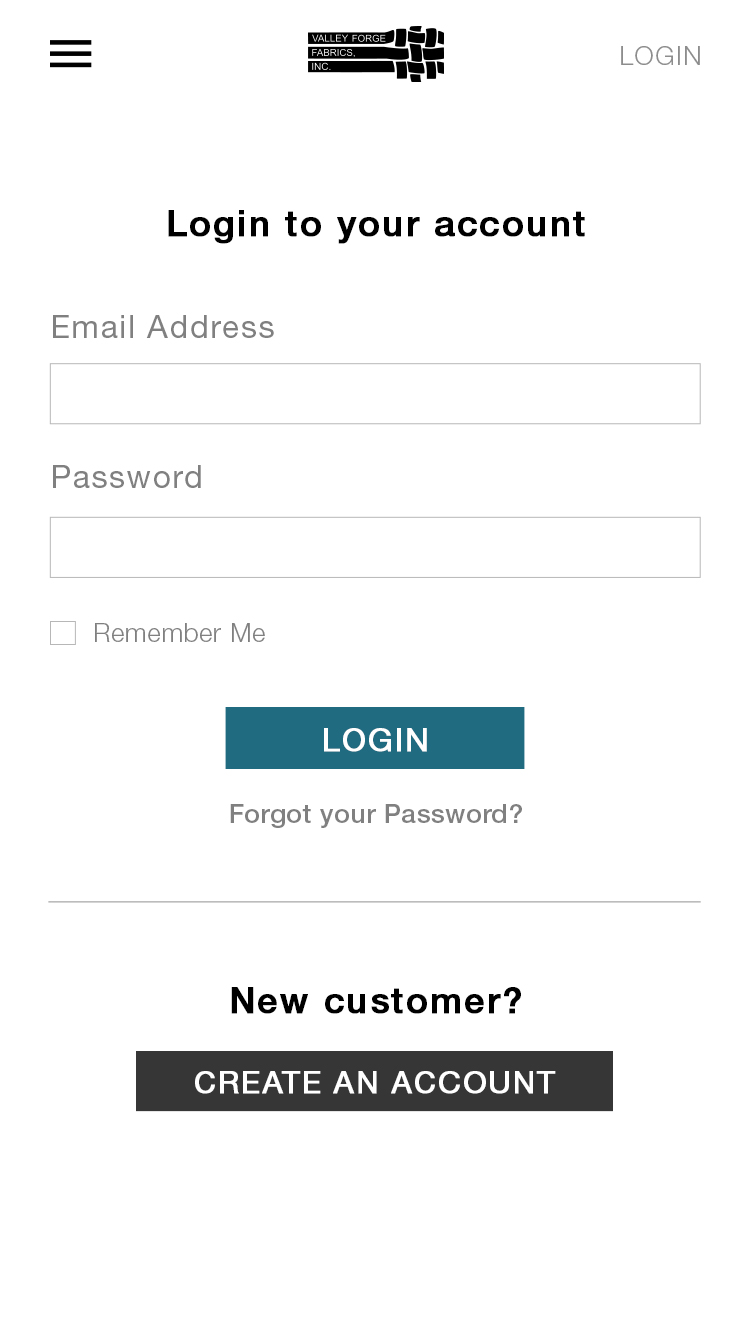 VALLEY FORGE
FABRICS,
INC.
LOGIN
Login to your account
Email Address
Password
Remember Me
LOGIN
Forgot your Password?
New customer?
CREATE AN ACCOUNT